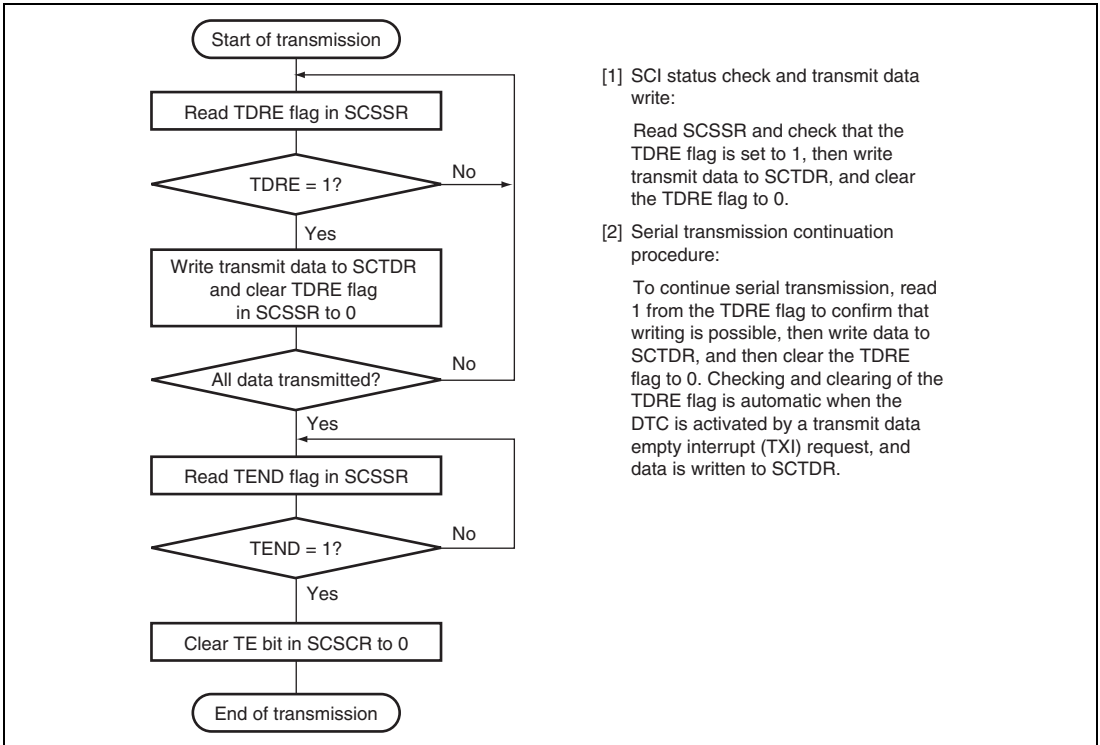 Start of transmission
Read TDRE flag in SCSSR
TDRE = 1?
No
Yes
Write transmit data to SCTDR
and clear TDRE flag
in SCSSR to 0
All data transmitted?
No
Yes
Read TEND flag in SCSSR
TEND = 1?
No
Yes
Clear TE bit in SCSCR to 0
End of transmission
[1] SCI status check and transmit data
write:
Read SCSSR and check that the
TDRE flag is set to 1, then write
transmit data to SCTDR, and clear
the TDRE flag to 0.
[2] Serial transmission continuation
procedure:
To continue serial transmission, read
1 from the TDRE flag to confirm that
writing is possible, then write data to
SCTDR, and then clear the TDRE
flag to 0. Checking and clearing of the
TDRE flag is automatic when the
DTC is activated by a transmit data
empty interrupt (TXI) request, and
data is written to SCTDR.